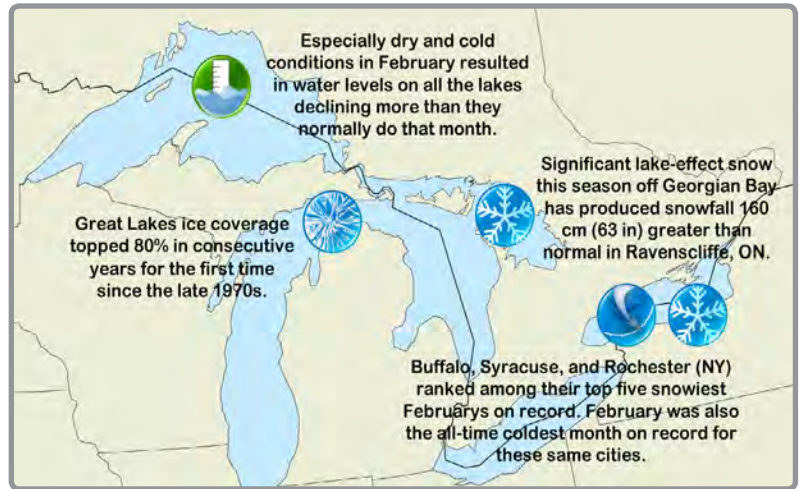 Especially dry and cold
conditions in February resulted
in water levels on all the lakes
declining more than they
normally do that month.
Significant lake-effect snow
this season off Georgian Bay
has produced snowfall 160
cm (63 in) greater than
normal in Ravenscliffe, ON.
Great Lakes ice coverage
topped 80% in consecutive
years for the first time
since the late 1970s.
Buffalo, Syracuse, and Rochester (NY)
ranked among their top five snowiest
Februarys on record. February was also
the all-time coldest month on record for
these same cities.